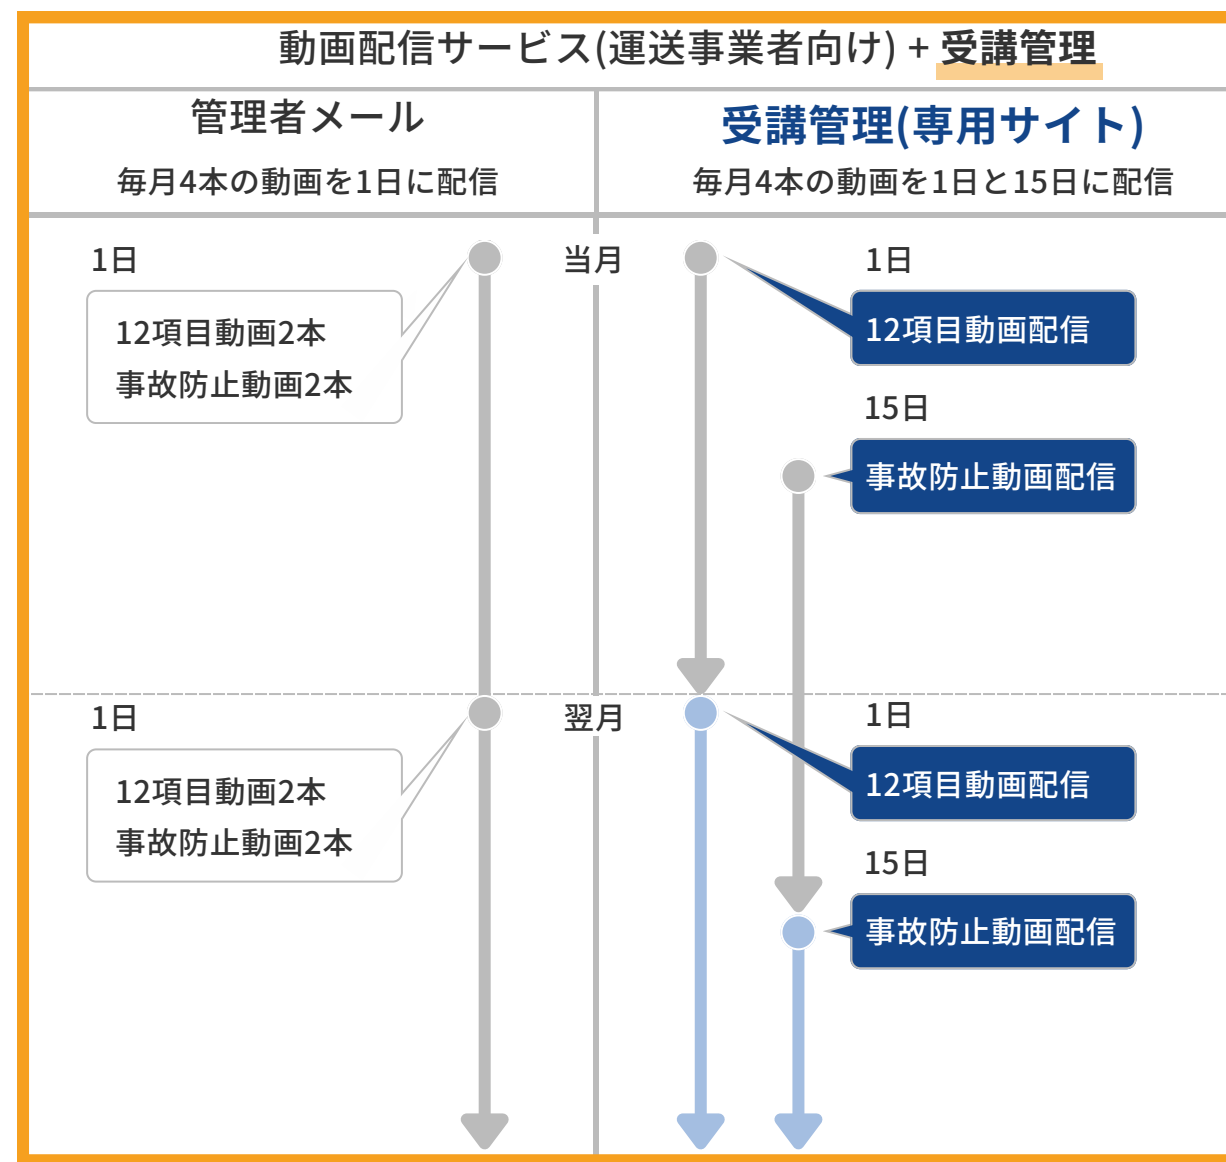 動画配信サービス(運送事業者向け) + 受講管理
管理者メール
毎月4本の動画を1日に配信
受講管理(専用サイト)
毎月4本の動画を1日と15日に配信
当月
1日
12項目動画2本
事故防止動画2本
1日
12項目動画配信
15日
事故防止動画配信
翌月
1日
12項目動画2本
事故防止動画2本
1日
12項目動画配信
15日
事故防止動画配信